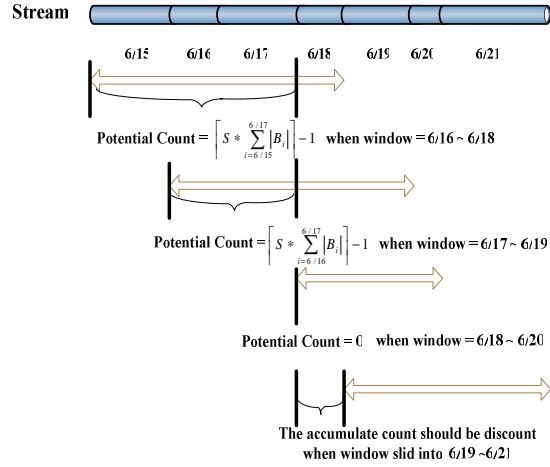 Stream
6/15 6/16 6/17 6/18 6/19 6/20 6/21
Potential Count = ⌈S * ∑_{i=6/15}^{6/17} |B_i|⌉ − 1 when window = 6/16 ~ 6/18
Potential Count = ⌈S * ∑_{i=6/16}^{6/17} |B_i|⌉ − 1 when window = 6/17 ~ 6/19
Potential Count = 0 when window = 6/18 ~ 6/20
The accumulate count should be discount
when window slid into 6/19 ~6/21